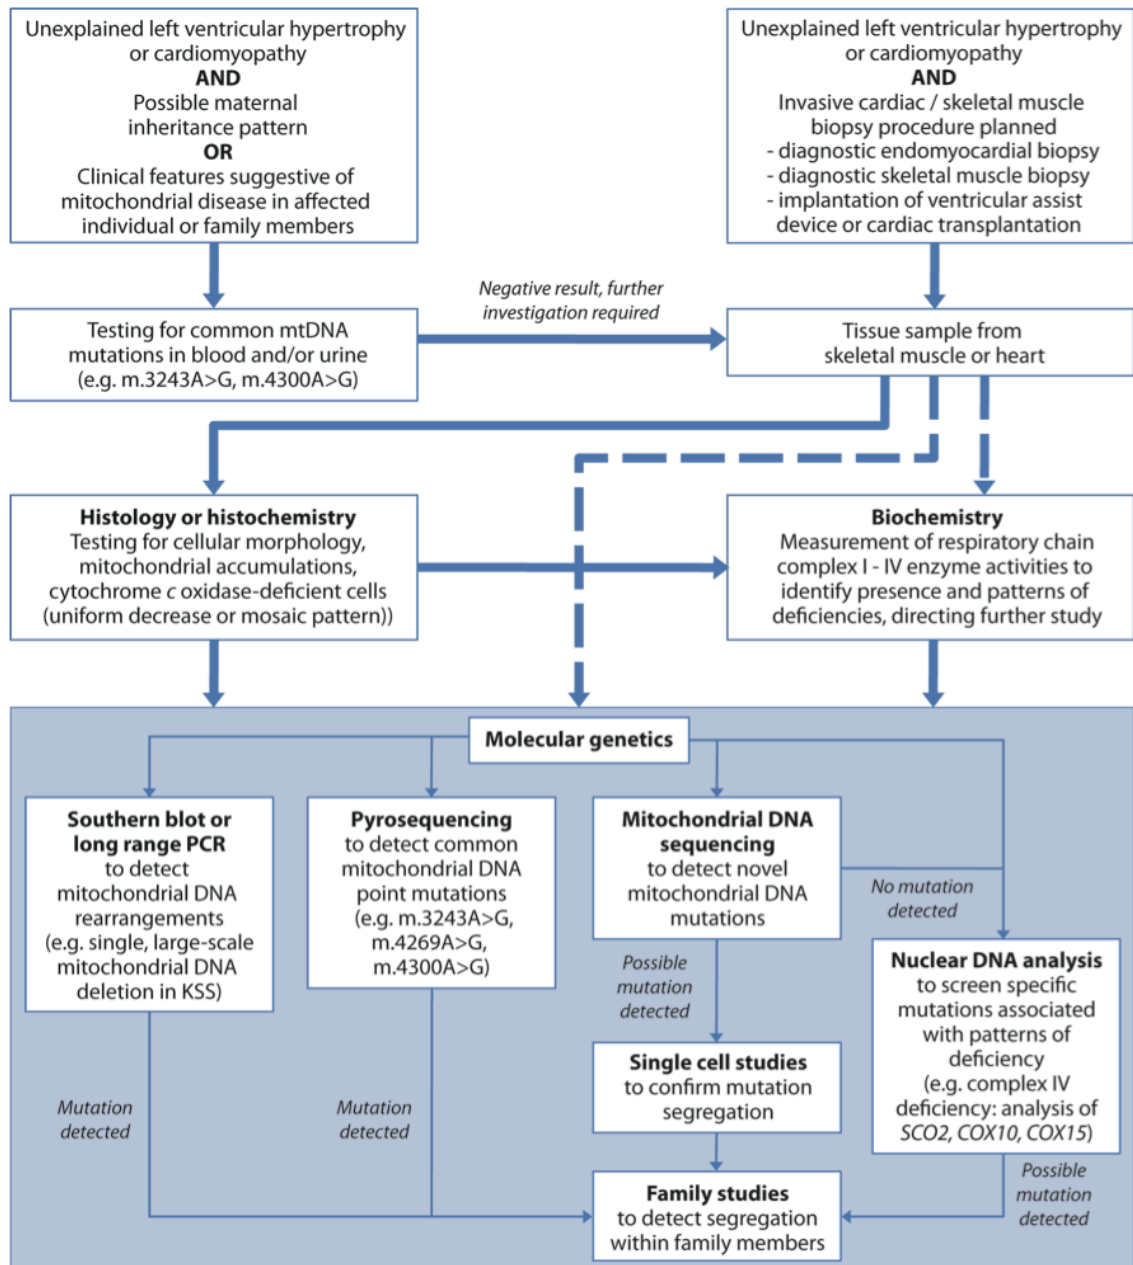 Unexplained left ventricular hypertrophy
or cardiomyopathy
AND
Possible maternal
inheritance pattern
OR
Clinical features suggestive of
mitochondrial disease in affected
individual or family members
Unexplained left ventricular hypertrophy
or cardiomyopathy
AND
Invasive cardiac / skeletal muscle
biopsy procedure planned
- diagnostic endomyocardial biopsy
- diagnostic skeletal muscle biopsy
- implantation of ventricular assist
device or cardiac transplantation
Testing for common mtDNA
mutations in blood and/or urine
(e.g. m.3243A>G, m.4300A>G)
Negative result, further
investigation required
Tissue sample from
skeletal muscle or heart
Histology or histochemistry
Testing for cellular morphology,
mitochondrial accumulations,
cytochrome c oxidase-deficient cells
(uniform decrease or mosaic pattern))
Biochemistry
Measurement of respiratory chain
complex I - IV enzyme activities to
identify presence and patterns of
deficiencies, directing further study
Molecular genetics
Southern blot or
long range PCR
to detect
mitochondrial DNA
rearrangements
(e.g. single, large-scale
mitochondrial DNA
deletion in KSS)
Pyrosequencing
to detect common
mitochondrial DNA
point mutations
(e.g. m.3243A>G,
m.4269A>G,
m.4300A>G)
Mitochondrial DNA
sequencing
to detect novel
mitochondrial DNA
mutations
No mutation
detected
Nuclear DNA analysis
to screen specific
mutations associated
with patterns of
deficiency
(e.g. complex IV
deficiency: analysis of
SCO2, COX10, COX15)
Possible
mutation
detected
Single cell studies
to confirm mutation
segregation
Mutation
detected
Mutation
detected
Possible
mutation
detected
Family studies
to detect segregation
within family members